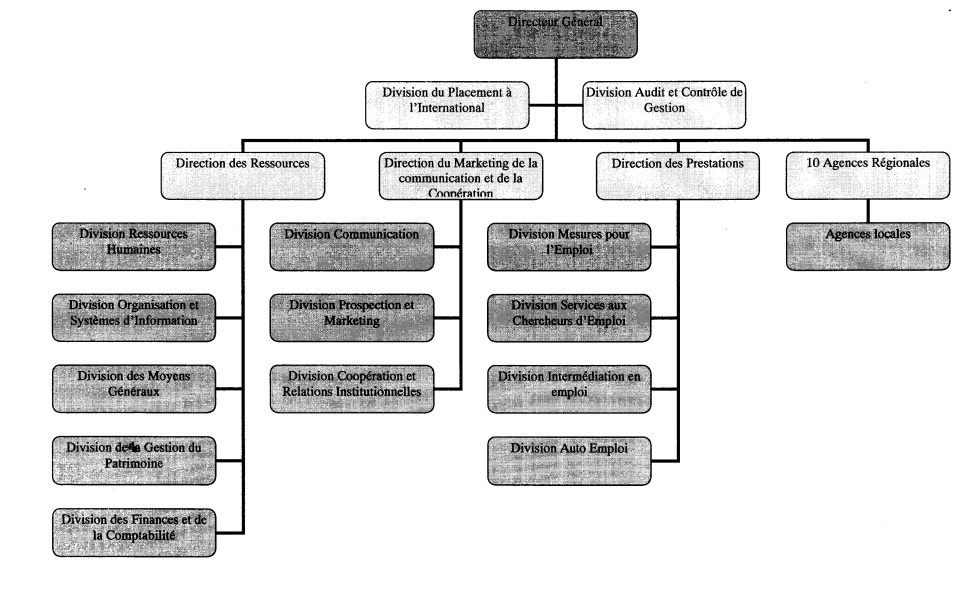 Directeur Général
Division du Placement à
l'International
Division Audit et Contrôle de
Gestion
Direction des Ressources
Direction du Marketing de la
communication et de la
Coopération
Direction des Prestations
10 Agences Régionales
Division Ressources
Humaines
Division Communication
Division Mesures pour
l'Emploi
Agences locales
Division Organisation et
Systèmes d'Information
Division Prospection et
Marketing
Division Services aux
Chercheurs d'Emploi
Division des Moyens
Généraux
Division Coopération et
Relations Institutionnelles
Division Intermédiation en
emploi
Division de la Gestion du
Patrimoine
Division Auto Emploi
Division des Finances et de
la Comptabilité